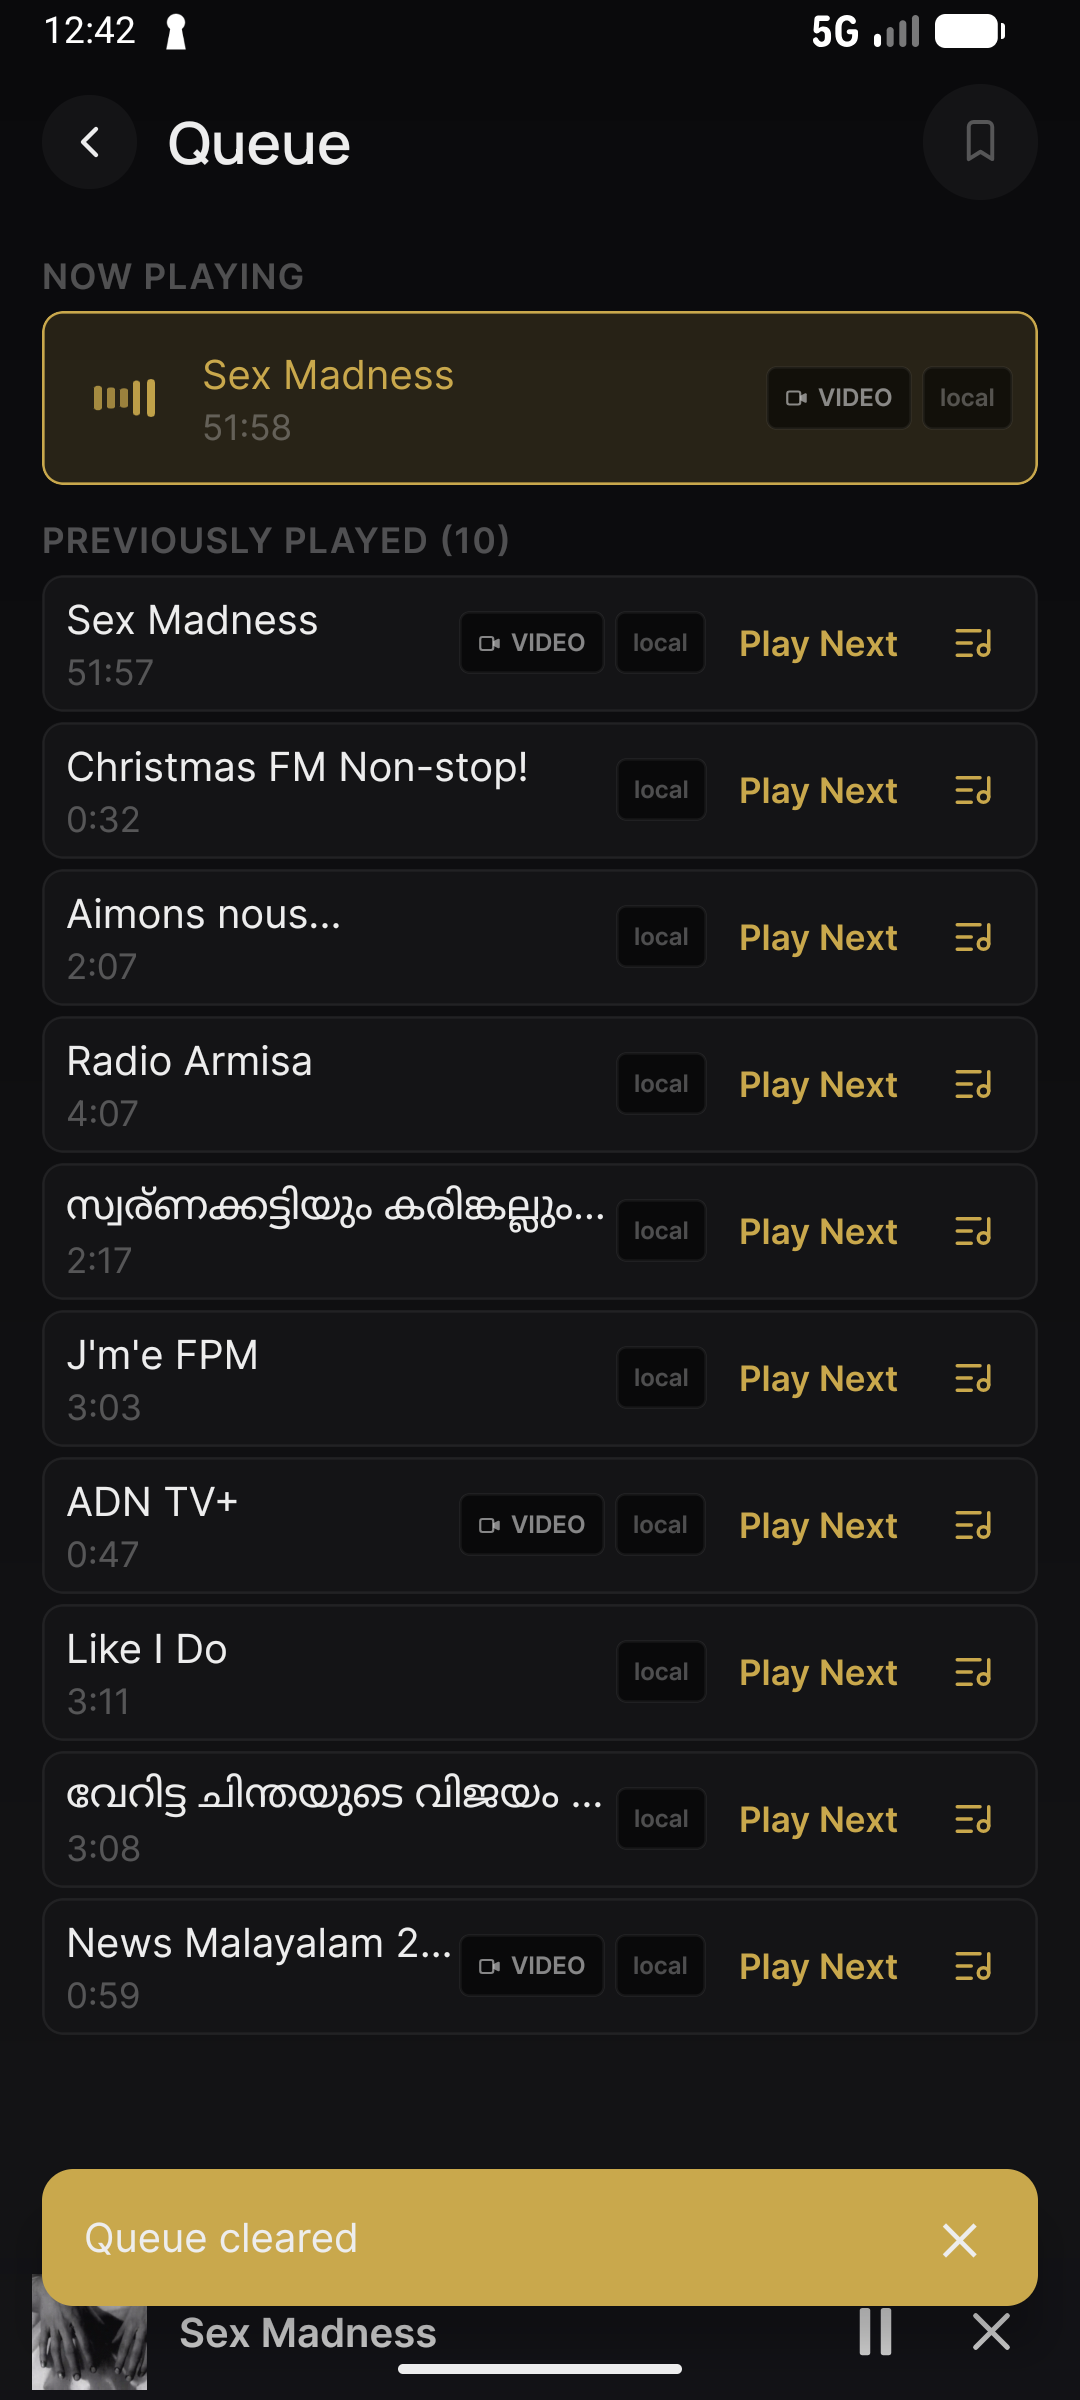 12:42
5G
Queue
NOW PLAYING
Sex Madness
51:58
VIDEO
local
PREVIOUSLY PLAYED (10)
Sex Madness
51:57
VIDEO
local
Play Next
Christmas FM Non-stop!
0:32
local
Play Next
Aimons nous...
2:07
local
Play Next
Radio Armisa
4:07
local
Play Next
സ്വര്ണക്കട്ടിയും കരിങ്കല്ലും...
2:17
local
Play Next
J'm'e FPM
3:03
local
Play Next
ADN TV+
0:47
VIDEO
local
Play Next
Like I Do
3:11
local
Play Next
വേറിട്ട ചിന്തയുടെ വിജയം ...
3:08
local
Play Next
News Malayalam 2...
0:59
VIDEO
local
Play Next
Queue cleared
Sex Madness